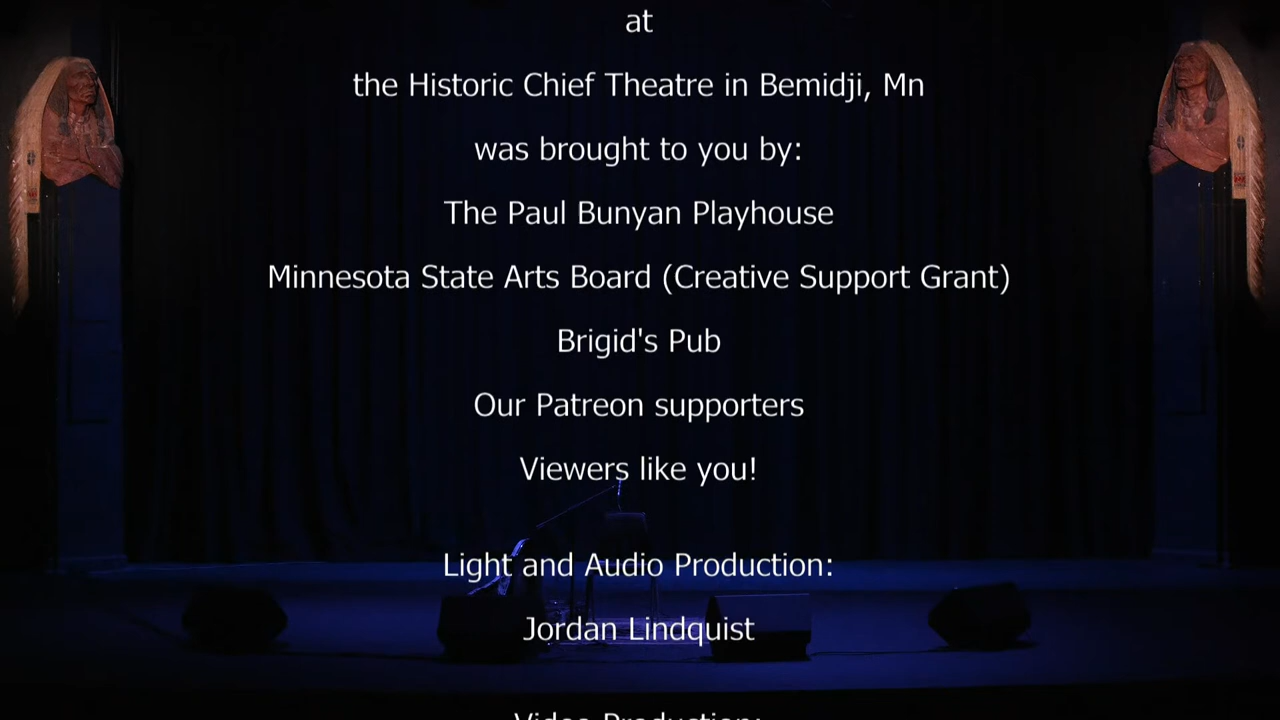 at
the Historic Chief Theatre in Bemidji, Mn
was brought to you by:
The Paul Bunyan Playhouse
Minnesota State Arts Board (Creative Support Grant)
Brigid's Pub
Our Patreon supporters
Viewers like you!
Light and Audio Production:
Jordan Lindquist
Video Production: